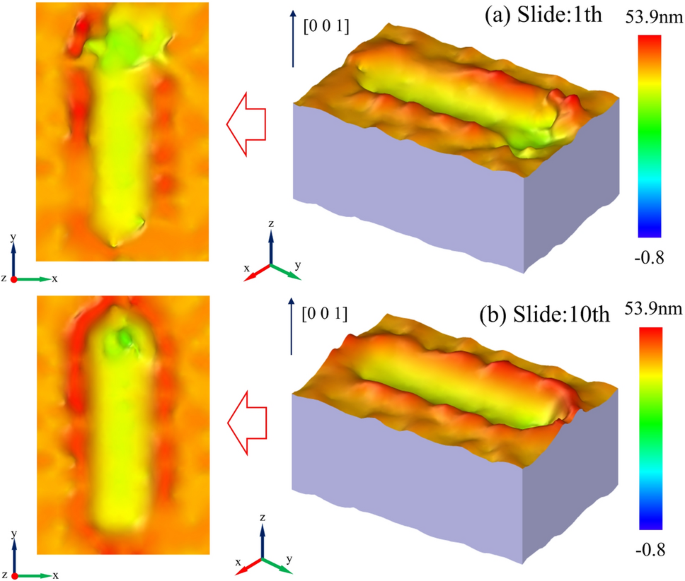 (a) Slide:1th
53.9nm
[0 0 1]
-0.8
y
z
x
z
x
y
53.9nm
(b) Slide:10th
[0 0 1]
-0.8
y
z
x
z
x
y